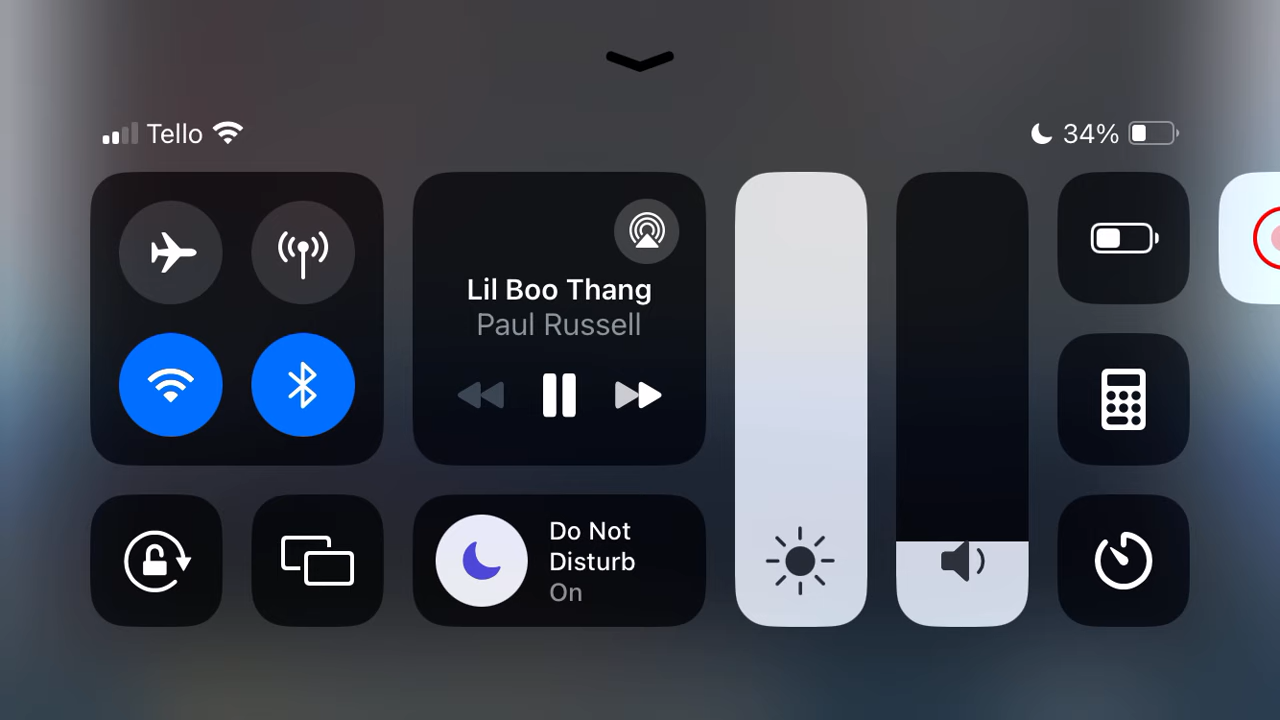 Tello
34%
Lil Boo Thang
Paul Russell
Do Not
Disturb
On